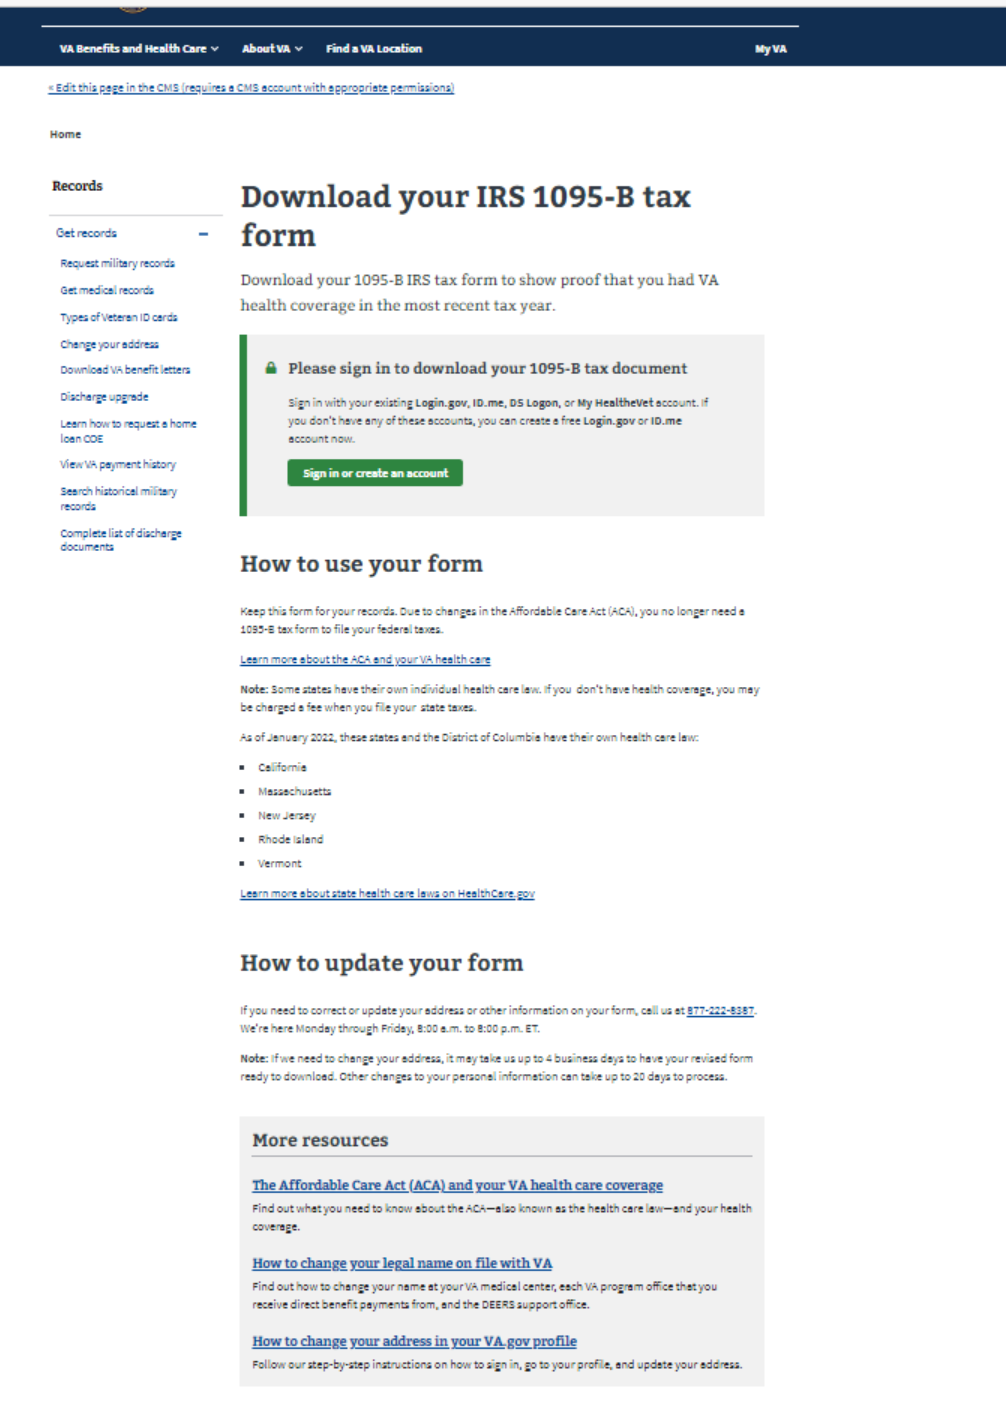 VA Benefits and Health Care About VA Find a VA Location My VA
« Edit this page in the CMS (requires a CMS account with appropriate permissions)
Home
Records
Get records
Request military records
Get medical records
Types of Veteran ID cards
Change your address
Download VA benefit letters
Discharge upgrade
Learn how to request a home
loan COE
View VA payment history
Search historical military
records
Complete list of discharge
documents
Download your IRS 1095-B tax
form
Download your 1095-B IRS tax form to show proof that you had VA
health coverage in the most recent tax year.
Please sign in to download your 1095-B tax document
Sign in with your existing Login.gov, ID.me, DS Logon, or My HealtheVet account. If
you don't have any of these accounts, you can create a free Login.gov or ID.me
account now.
Sign in or create an account
How to use your form
Keep this form for your records. Due to changes in the Affordable Care Act (ACA), you no longer need a
1095-B tax form to file your federal taxes.
Learn more about the ACA and your VA health care
Note: Some states have their own individual health care law. If you don't have health coverage, you may
be charged a fee when you file your state taxes.
As of January 2022, these states and the District of Columbia have their own health care law:
▪ California
▪ Massachusetts
▪ New Jersey
▪ Rhode Island
▪ Vermont
Learn more about state health care laws on HealthCare.gov
How to update your form
If you need to correct or update your address or other information on your form, call us at 877-222-8387.
We're here Monday through Friday, 8:00 a.m. to 8:00 p.m. ET.
Note: If we need to change your address, it may take us up to 4 business days to have your revised form
ready to download. Other changes to your personal information can take up to 20 days to process.
More resources
The Affordable Care Act (ACA) and your VA health care coverage
Find out what you need to know about the ACA—also known as the health care law—and your health
coverage.
How to change your legal name on file with VA
Find out how to change your name at your VA medical center, each VA program office that you
receive direct benefit payments from, and the DEERS support office.
How to change your address in your VA.gov profile
Follow our step-by-step instructions on how to sign in, go to your profile, and update your address.